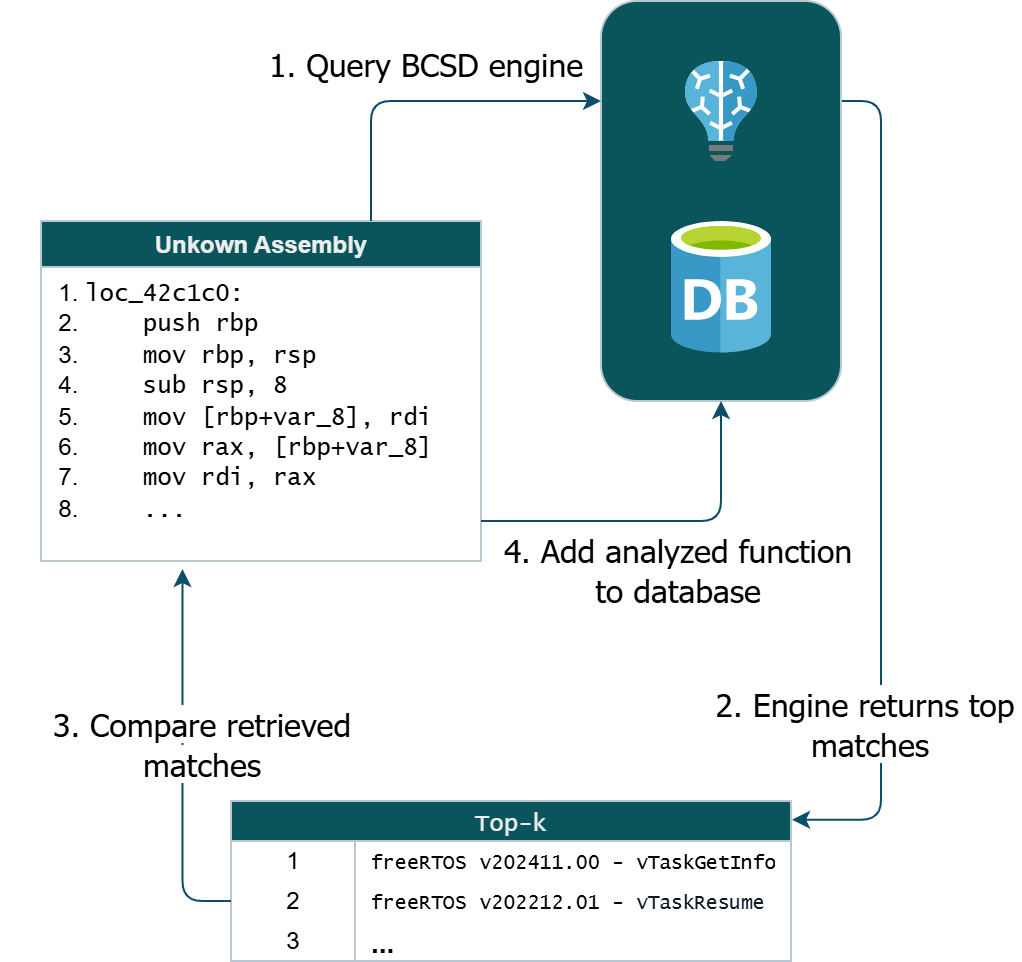 1. Query BCSD engine
DB
Unkown Assembly
1. loc_42c1c0:
2. push rbp
3. mov rbp, rsp
4. sub rsp, 8
5. mov [rbp+var_8], rdi
6. mov rax, [rbp+var_8]
7. mov rdi, rax
8. ...
4. Add analyzed function
to database
2. Engine returns top
matches
3. Compare retrieved
matches
Top-k
1 freeRTOS v202411.00 - vTaskGetInfo
2 freeRTOS v202212.01 - vTaskResume
3 ...